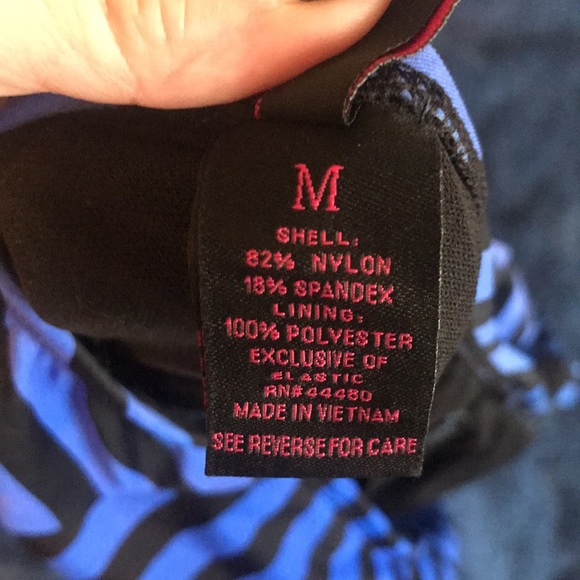 M
SHELL:
82% NYLON
18% SPANDEX
LINING:
100% POLYESTER
EXCLUSIVE OF
ELASTIC
RN#44480
MADE IN VIETNAM
SEE REVERSE FOR CARE